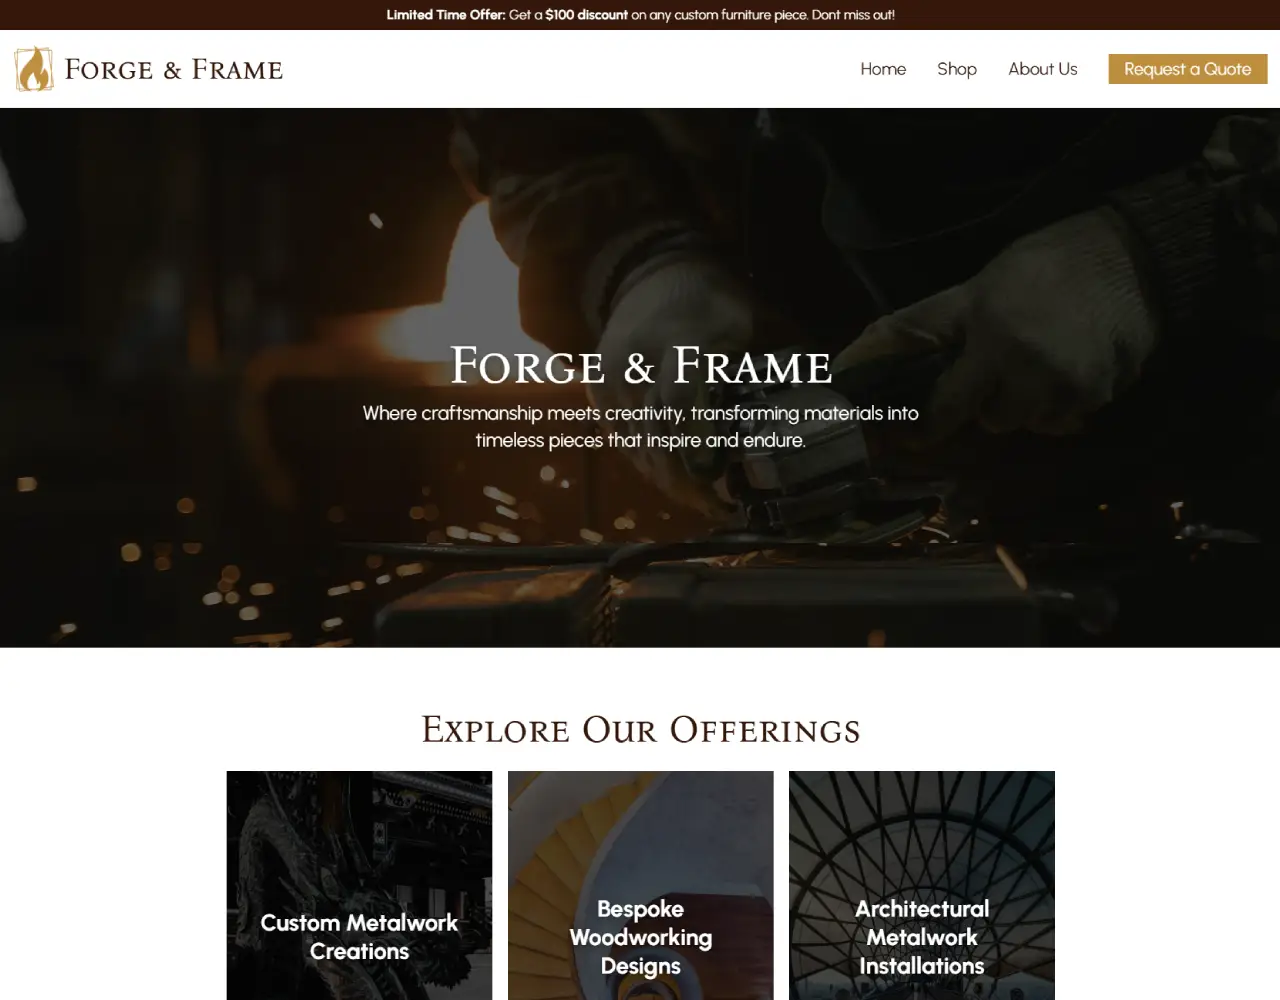 Limited Time Offer: Get a $100 discount on any custom furniture piece. Dont miss out!
Forge & Frame
Home
Shop
About Us
Request a Quote
Forge & Frame
Where craftsmanship meets creativity, transforming materials into
timeless pieces that inspire and endure.
Explore Our Offerings
Custom Metalwork
Creations
Bespoke
Woodworking
Designs
Architectural
Metalwork
Installations